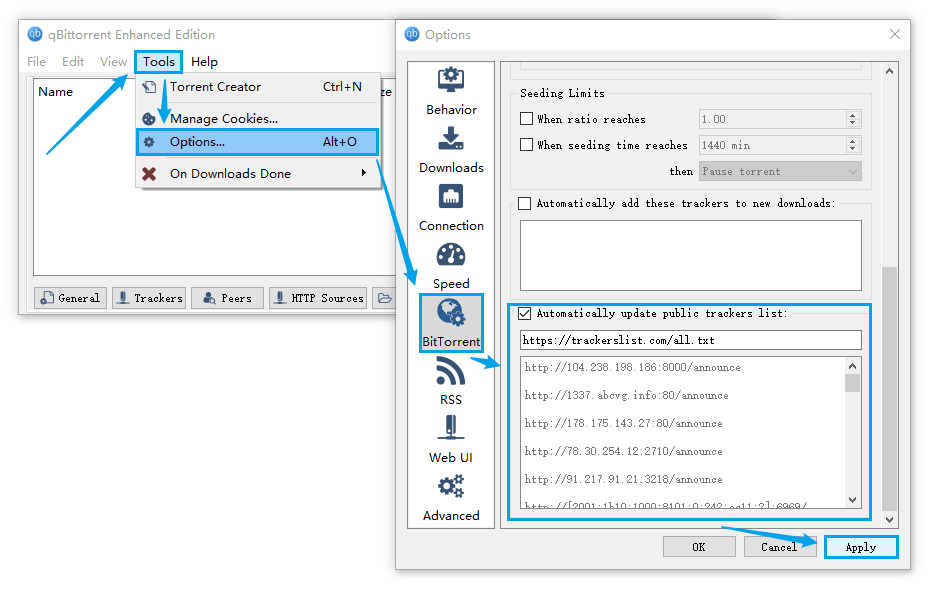 qBittorrent Enhanced Edition
File Edit View Tools Help
Name
Torrent Creator Ctrl+N
ze
Manage Cookies...
Options... Alt+O
On Downloads Done
General Trackers Peers HTTP Sources
Options
Behavior
Downloads
Connection
Speed
BitTorrent
RSS
Web UI
Advanced
Seeding Limits
When ratio reaches 1.00
When seeding time reaches 1440 min
then Pause torrent
Automatically add these trackers to new downloads:
Automatically update public trackers list:
https://trackerslist.com/all.txt
http://104.238.198.186:8000/announce
http://1337.abcvg.info:80/announce
http://178.175.143.27:80/announce
http://78.30.254.12:2710/announce
http://91.217.91.21:3218/announce
OK Cancel Apply